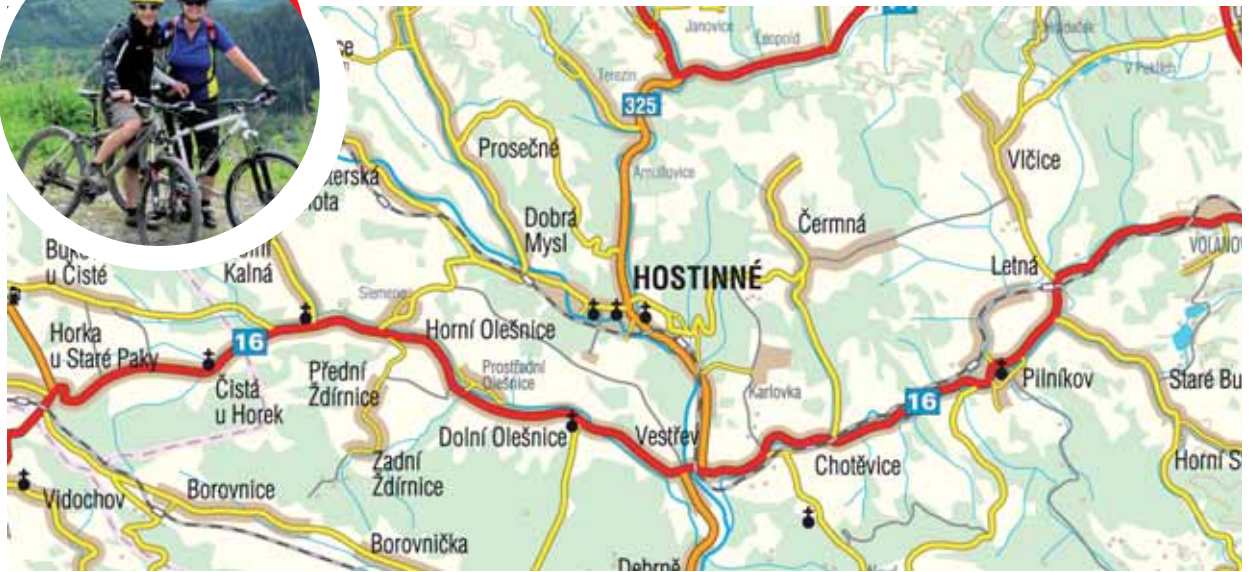 Janovice
Leopold
V Peklích
Terezín
325
Prosečné
Arnultovice
Vlčice
Dobrá
Mysl
Čermná
VOLANOV
u Čisté
Kalná
HOSTINNÉ
Letná
Horka
u Staré Paky
16
Horní Olešnice
Prostřední
Olešnice
Přední
Ždírnice
Karlovka
Pilníkov
Staré Bu
Čistá
u Horek
16
Dolní Olešnice
Vestřev
Chotěvice
Zadní
Ždírnice
Horní S
Vidochov
Borovnice
Borovnička
Debrné